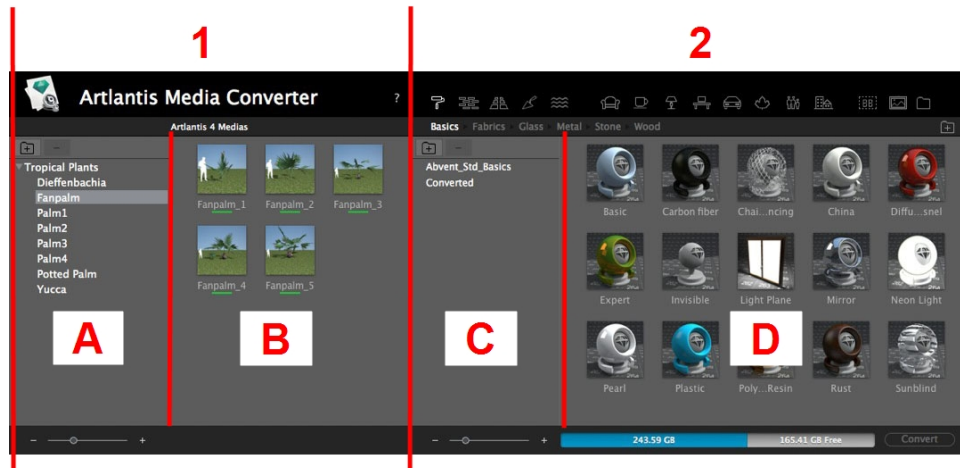 1
2
Artlantis Media Converter
?
Artlantis 4 Medias
Basics Fabrics Glass Metal Stone Wood
Tropical Plants
Dieffenbachia
Fanpalm
Palm1
Palm2
Palm3
Palm4
Potted Palm
Yucca
A
Fanpalm_1 Fanpalm_2 Fanpalm_3
Fanpalm_4 Fanpalm_5
B
Abvent_Std_Basics
Converted
C
Basic Carbon fiber Chai...ncing China Diffu...snel
Expert Invisible Light Plane Mirror Neon Light
D
Pearl Plastic Poly...Resin Rust Sunblind
- +
- +
243.59 GB 165.41 GB Free
Convert